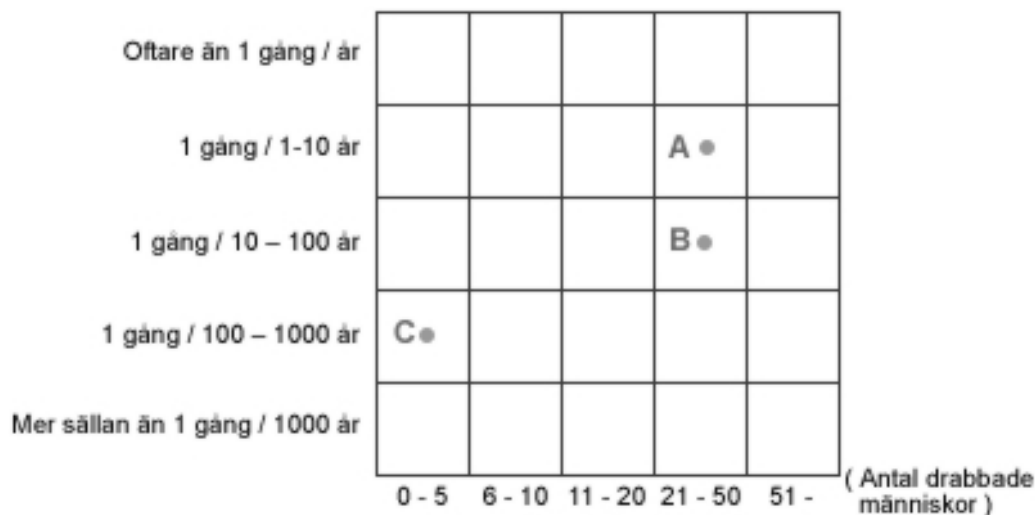 Oftare än 1 gång / år
1 gång / 1-10 år
A
1 gång / 10 – 100 år
B
1 gång / 100 – 1000 år
C
Mer sällan än 1 gång / 1000 år
0 - 5 6 - 10 11 - 20 21 - 50 51 -
( Antal drabbade
människor )